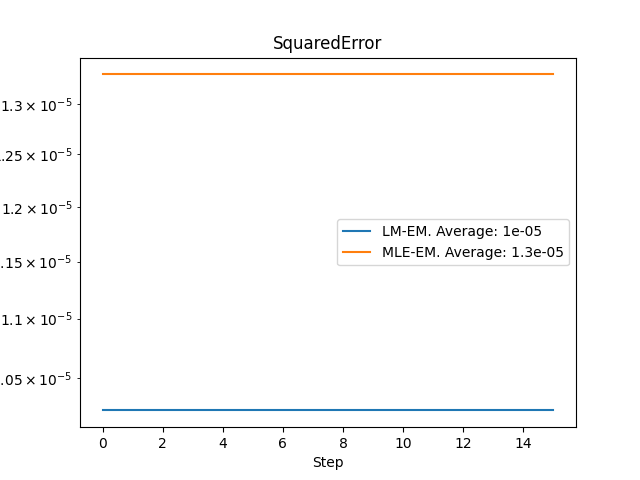 SquaredError
1.3 × 10⁻⁵
.25 × 10⁻⁵
1.2 × 10⁻⁵
.15 × 10⁻⁵
1.1 × 10⁻⁵
.05 × 10⁻⁵
LM-EM. Average: 1e-05
MLE-EM. Average: 1.3e-05
0 2 4 6 8 10 12 14
Step